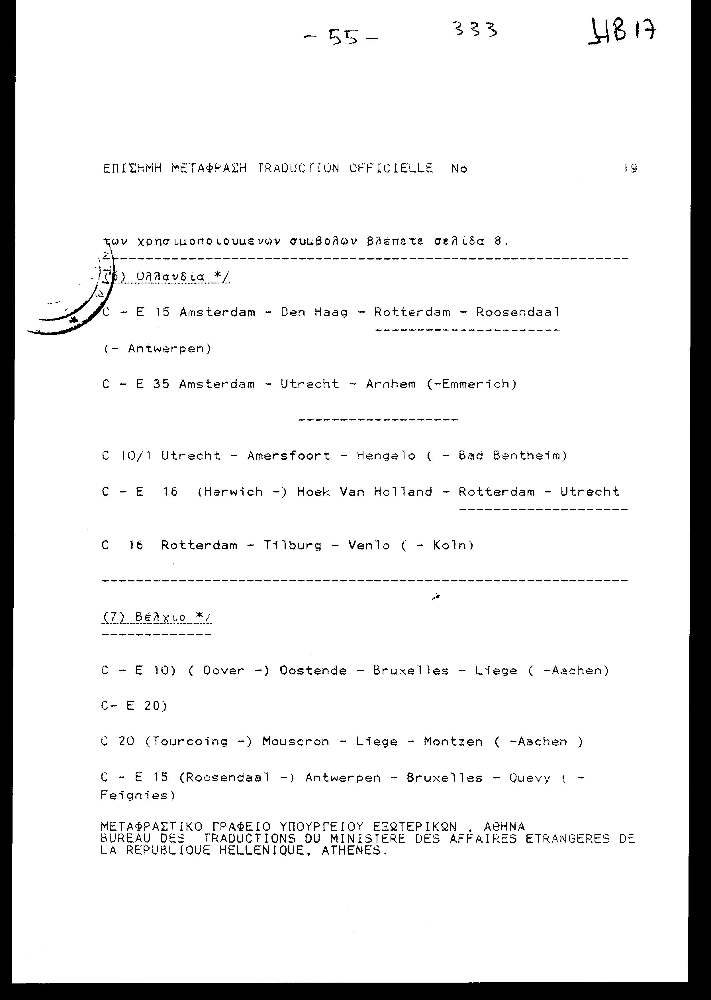 - 55 -
333
HB 17
ΕΠΙΣΗΜΗ ΜΕΤΑΦΡΑΣΗ TRADUCTION OFFICIELLE No 19
των χρησιμοποιουμενων συμβολων βλέπετε σελίδα 8.
(6) Ολλανδία */
C - E 15 Amsterdam - Den Haag - Rotterdam - Roosendaal
(- Antwerpen)
C - E 35 Amsterdam - Utrecht - Arnhem (-Emmerich)
C 10/1 Utrecht - Amersfoort - Hengelo ( - Bad Bentheim)
C - E 16 (Harwich -) Hoek Van Holland - Rotterdam - Utrecht
C 16 Rotterdam - Tilburg - Venlo ( - Koln)
(7) Βέλγιο */
C - E 10) ( Dover -) Oostende - Bruxelles - Liege ( -Aachen)
C- E 20)
C 20 (Tourcoing -) Mouscron - Liege - Montzen ( -Aachen )
C - E 15 (Roosendaal -) Antwerpen - Bruxelles - Quevy ( -
Feignies)
ΜΕΤΑΦΡΑΣΤΙΚΟ ΓΡΑΦΕΙΟ ΥΠΟΥΡΓΕΙΟΥ ΕΞΩΤΕΡΙΚΩΝ , ΑΘΗΝΑ
BUREAU DES TRADUCTIONS DU MINISTERE DES AFFAIRES ETRANGERES DE
LA REPUBLIQUE HELLENIQUE, ATHENES.